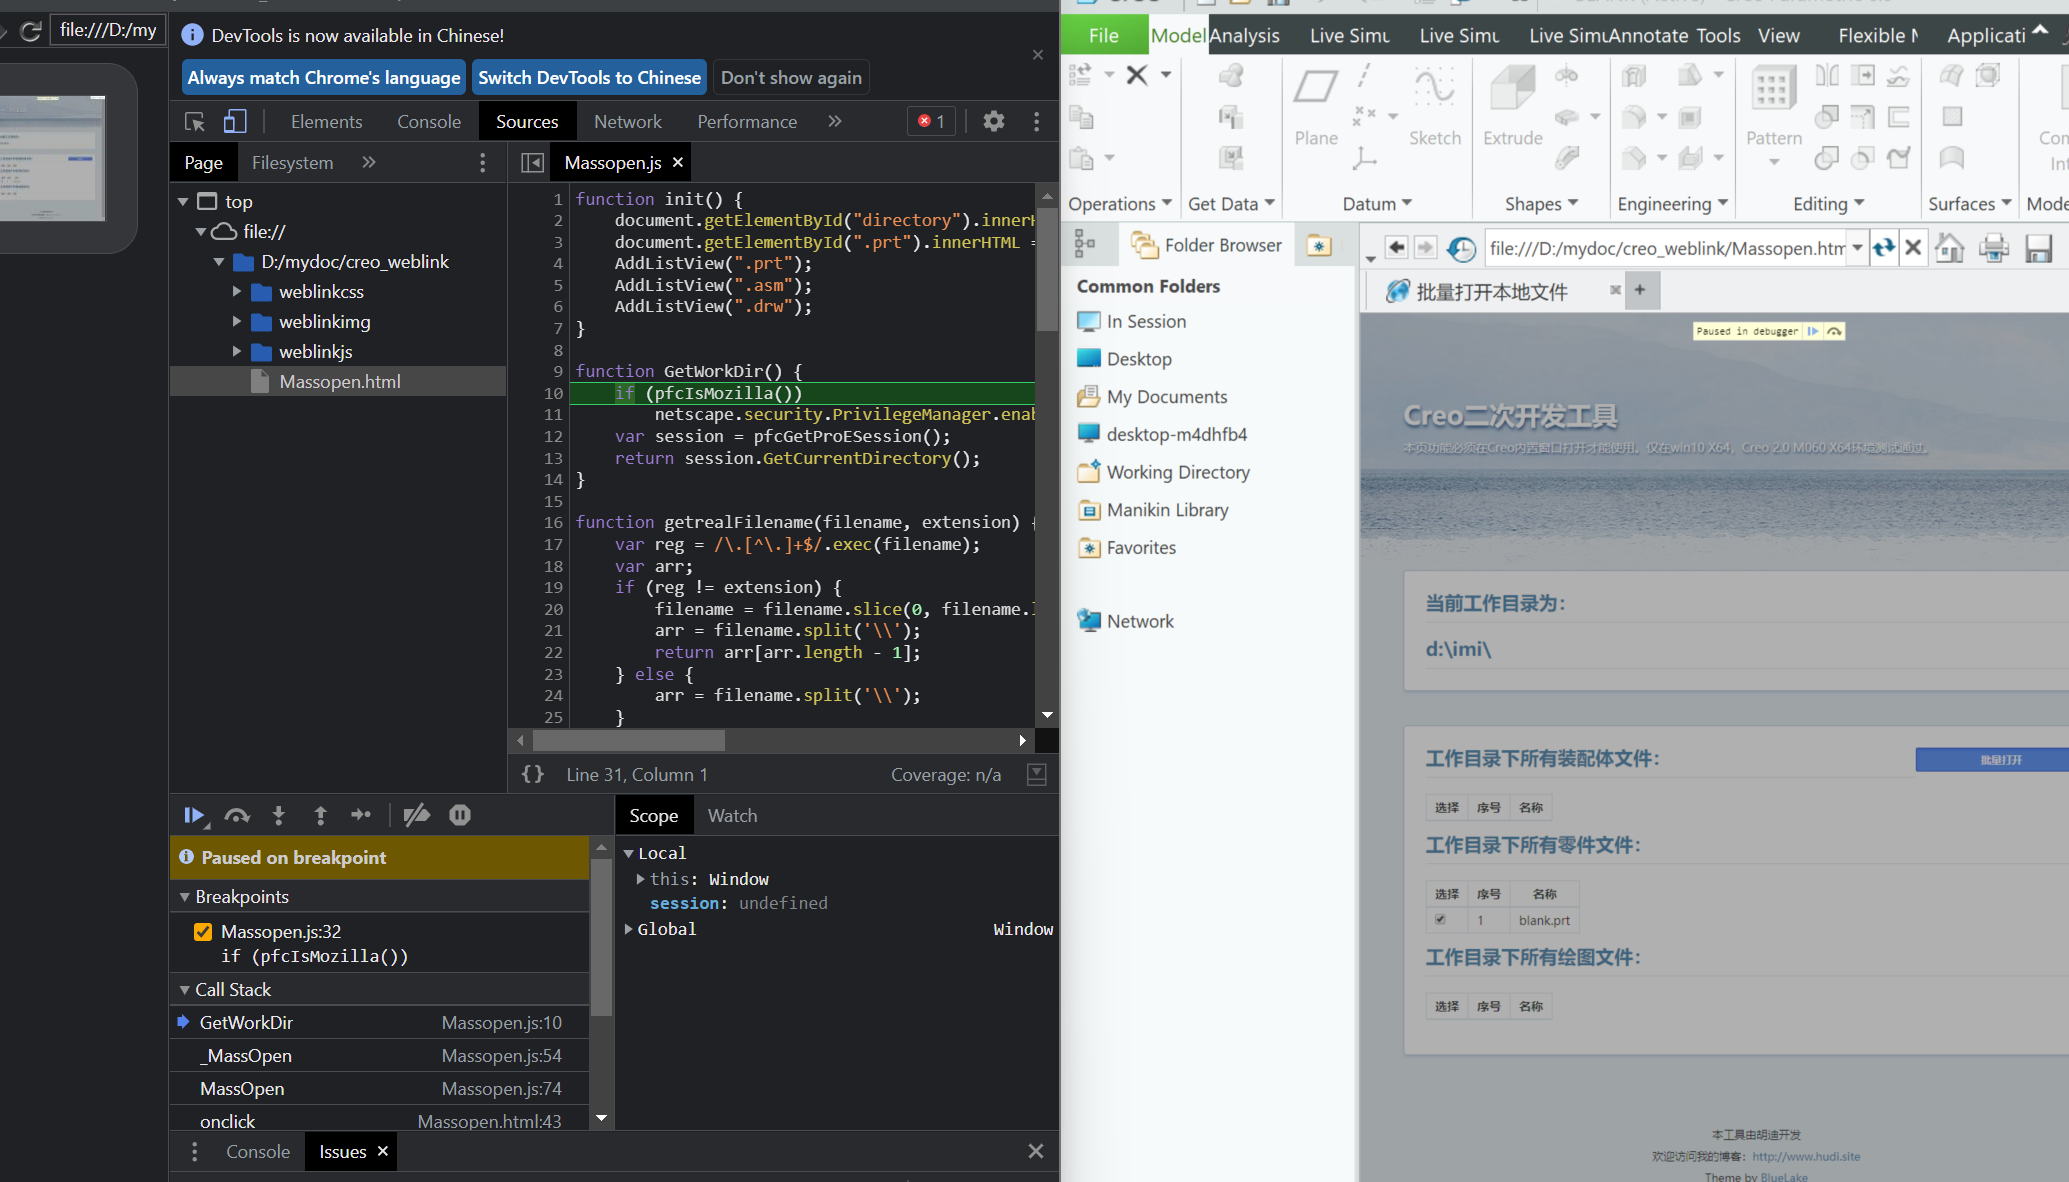 file:///D:/my
DevTools is now available in Chinese!
Always match Chrome's language
Switch DevTools to Chinese
Don't show again
Elements
Console
Sources
Network
Performance
1
Page
Filesystem
Massopen.js
top
file://
D:/mydoc/creo_weblink
weblinkcss
weblinkimg
weblinkjs
Massopen.html
1 function init() {
2 document.getElementById("directory").inner
3 document.getElementById(".prt").innerHTML =
4 AddListView(".prt");
5 AddListView(".asm");
6 AddListView(".drw");
7 }
8
9 function GetWorkDir() {
10 if (pfcIsMozilla())
11 netscape.security.PrivilegeManager.enab
12 var session = pfcGetProESession();
13 return session.GetCurrentDirectory();
14 }
15
16 function getrealFilename(filename, extension) {
17 var reg = /\.[^\.]+$/.exec(filename);
18 var arr;
19 if (reg != extension) {
20 filename = filename.slice(0, filename.l
21 arr = filename.split('\\');
22 return arr[arr.length - 1];
23 } else {
24 arr = filename.split('\\');
25 }
{} Line 31, Column 1
Coverage: n/a
Paused on breakpoint
Breakpoints
Massopen.js:32
if (pfcIsMozilla())
Call Stack
GetWorkDir Massopen.js:10
_MassOpen Massopen.js:54
MassOpen Massopen.js:74
onclick Massopen.html:43
Scope
Watch
Local
this: Window
session: undefined
Global Window
Console
Issues
File
Model
Analysis
Live Simu
Live Simu
Live Simu
Annotate
Tools
View
Flexible M
Applicati
Plane
Sketch
Extrude
Pattern
Com
Int
Operations
Get Data
Datum
Shapes
Engineering
Editing
Surfaces
Mode
Folder Browser
Common Folders
In Session
Desktop
My Documents
desktop-m4dhfb4
Working Directory
Manikin Library
Favorites
Network
file:///D:/mydoc/creo_weblink/Massopen.htm
批量打开本地文件
+
Paused in debugger
Creo二次开发工具
本页功能必须在Creo内置窗口打开才能使用。仅在win10 X64，Creo 2.0 M060 X64环境测试通过。
当前工作目录为：
d:\imi\
工作目录下所有装配体文件：
批量打开
选择 序号 名称
工作目录下所有零件文件：
选择 序号 名称
1 blank.prt
工作目录下所有绘图文件：
选择 序号 名称
本工具由胡迪开发
欢迎访问我的博客：http://www.hudi.site
Theme by BlueLake